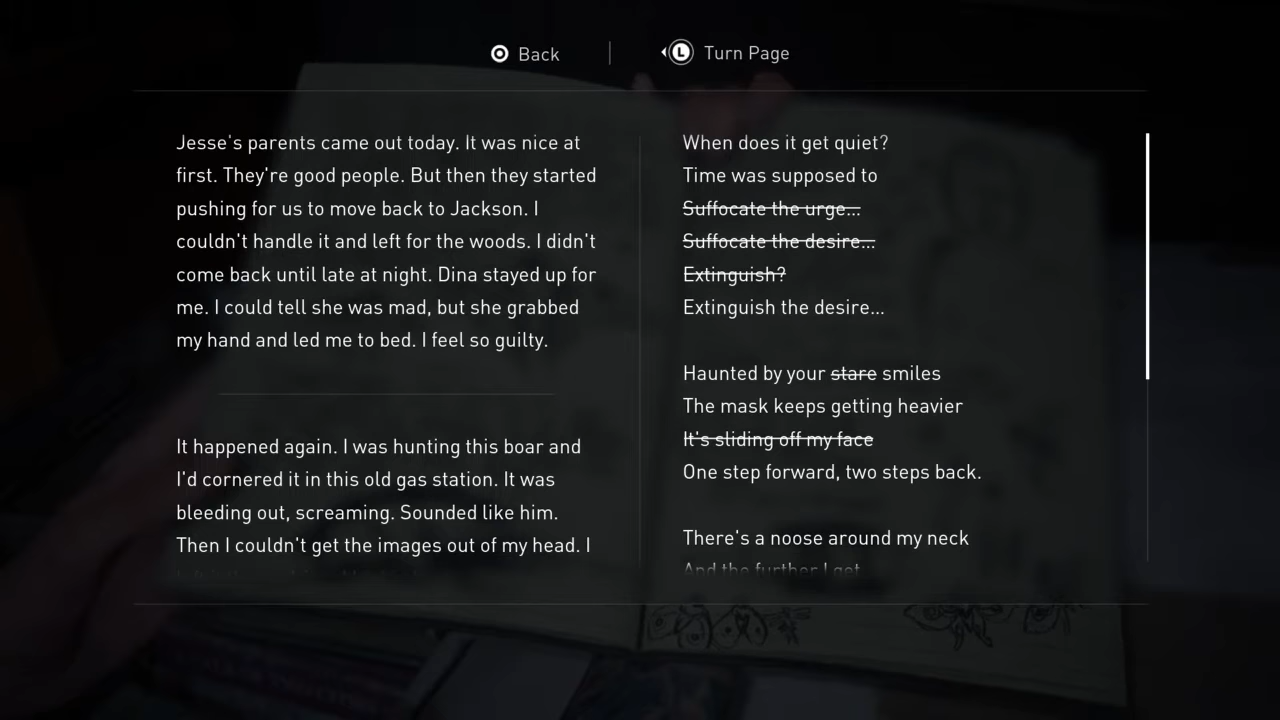 Back
Turn Page
Jesse's parents came out today. It was nice at
first. They're good people. But then they started
pushing for us to move back to Jackson. I
couldn't handle it and left for the woods. I didn't
come back until late at night. Dina stayed up for
me. I could tell she was mad, but she grabbed
my hand and led me to bed. I feel so guilty.
It happened again. I was hunting this boar and
I'd cornered it in this old gas station. It was
bleeding out, screaming. Sounded like him.
Then I couldn't get the images out of my head. I
When does it get quiet?
Time was supposed to
Suffocate the urge...
Suffocate the desire...
Extinguish?
Extinguish the desire...
Haunted by your stare smiles
The mask keeps getting heavier
It's sliding off my face
One step forward, two steps back.
There's a noose around my neck
And the further I get